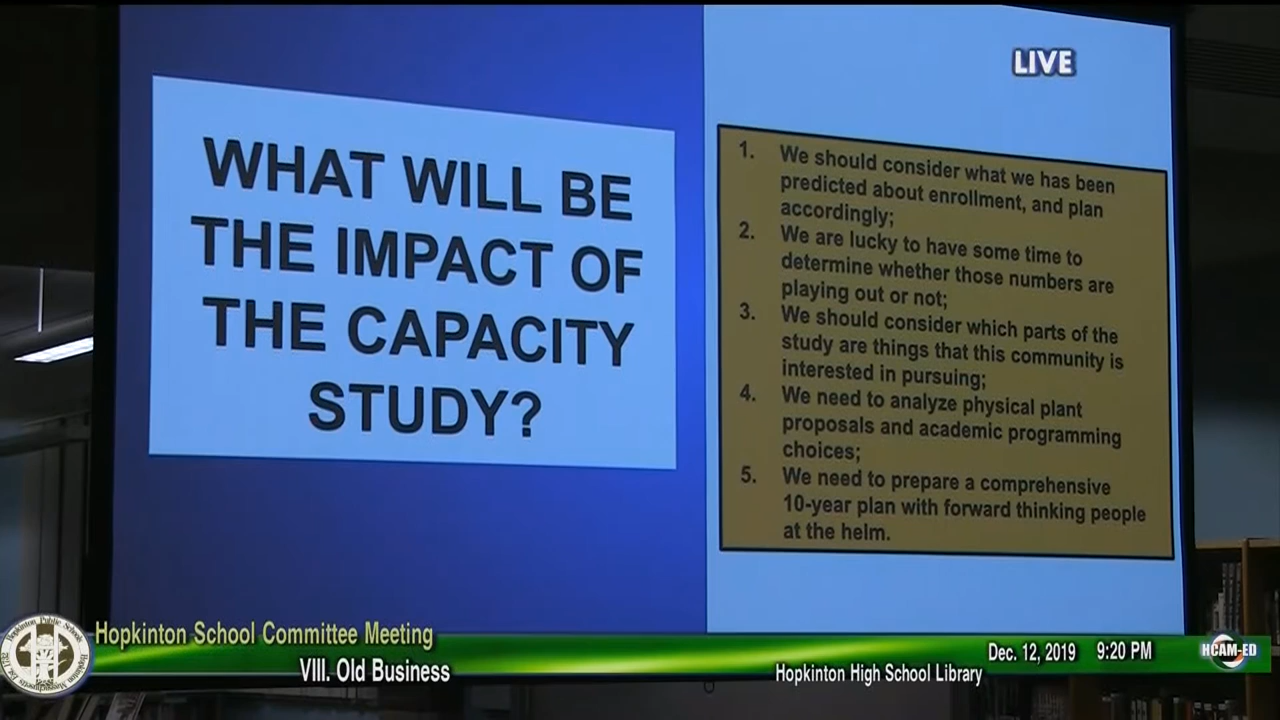 LIVE
WHAT WILL BE
THE IMPACT OF
THE CAPACITY
STUDY?
1. We should consider what we has been
predicted about enrollment, and plan
accordingly;
2. We are lucky to have some time to
determine whether those numbers are
playing out or not;
3. We should consider which parts of the
study are things that this community is
interested in pursuing;
4. We need to analyze physical plant
proposals and academic programming
choices;
5. We need to prepare a comprehensive
10-year plan with forward thinking people
at the helm.
Hopkinton Public Schools
Hopkinton School Committee Meeting
VIII. Old Business
Hopkinton High School Library
Dec. 12, 2019 9:20 PM
HCAM-ED